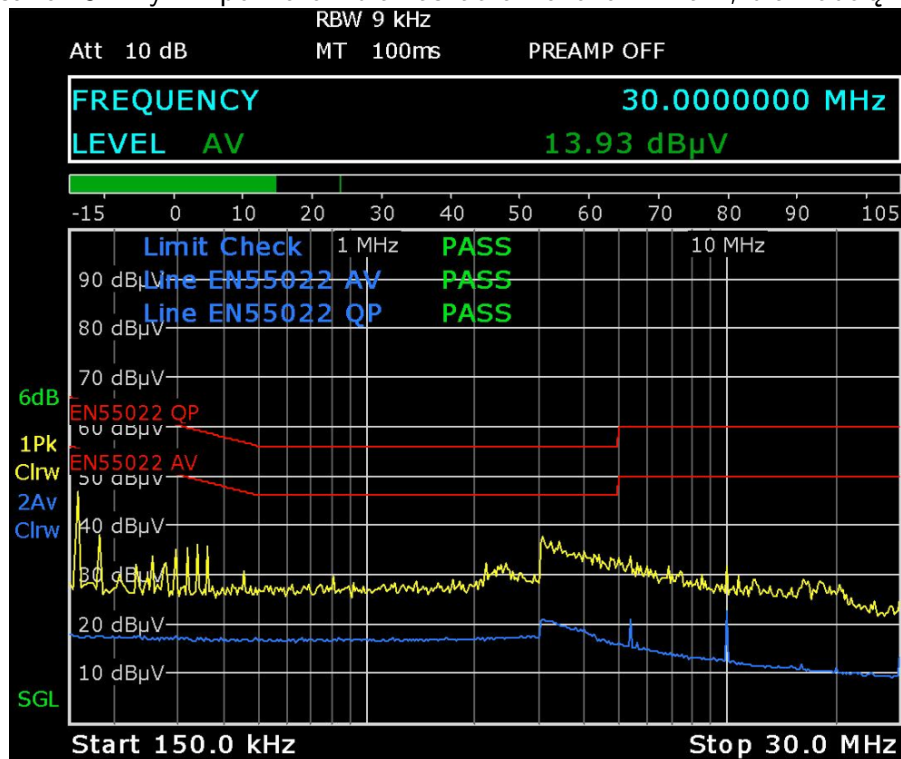 RBW 9 kHz
Att 10 dB MT 100ms PREAMP OFF
FREQUENCY 30.0000000 MHz
LEVEL AV 13.93 dBµV
-15 0 10 20 30 40 50 60 70 80 90 105
Limit Check 1 MHz PASS 10 MHz
90 dBµV Line EN55022 AV PASS
Line EN55022 QP PASS
80 dBµV
70 dBµV
6dB
EN55022 QP
60 dBµV
1Pk
Clrw
EN55022 AV
50 dBµV
2Av
Clrw
40 dBµV
30 dBµV
20 dBµV
10 dBµV
SGL
Start 150.0 kHz Stop 30.0 MHz